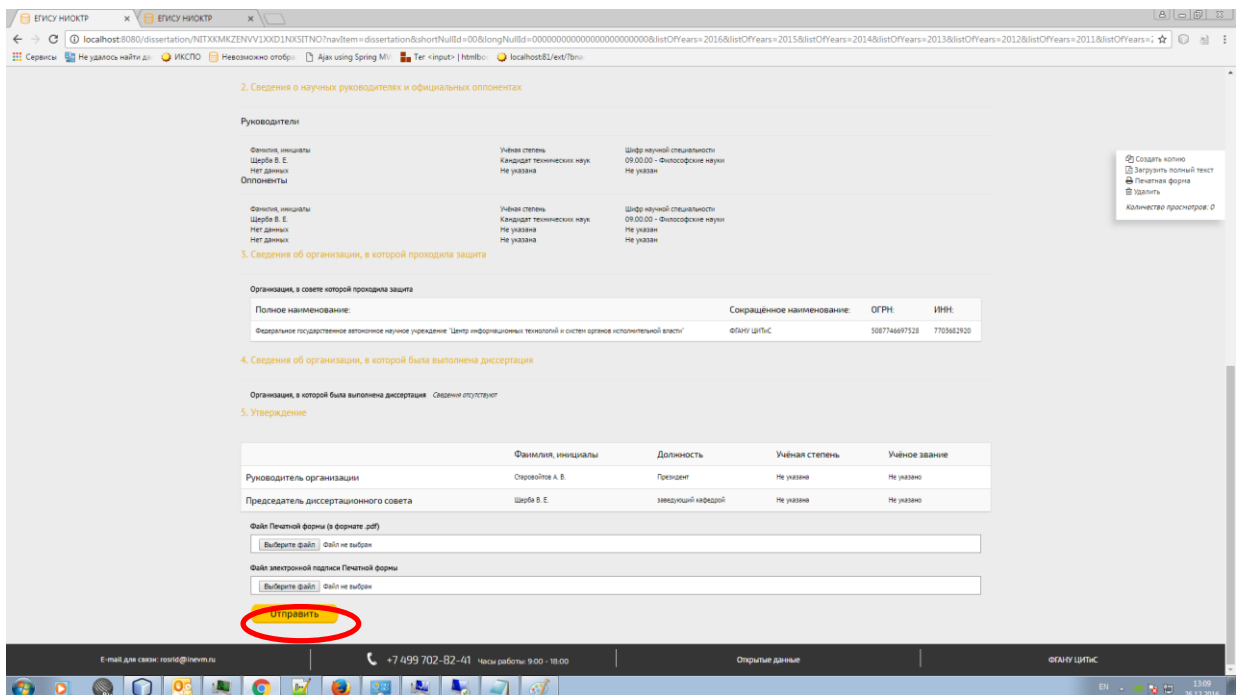 ЕГИСУ НИОКТР
ЕГИСУ НИОКТР
localhost:8080/dissertation/NITXKMKZENVV1XXD1NXSITNO?navItem=dissertation&shortNullId=00&longNullId=000000000000000000000000&listOfYears=2016&listOfYears=2015&listOfYears=2014&listOfYears=2013&listOfYears=2012&listOfYears=2011&listOfYears=
Сервисы Не удалось найти да ИКСПО Невозможно отобра Ajax using Spring MV Тег <input> | htmlbo localhost:81/ext/?bna
2. Сведения о научных руководителях и официальных оппонентах
Руководители
Фамилия, инициалы Учёная степень Шифр научной специальности
Щерба В. Е. Кандидат технических наук 09.00.00 - Философские науки
Нет данных Не указана Не указан
Оппоненты
Фамилия, инициалы Учёная степень Шифр научной специальности
Щерба В. Е. Кандидат технических наук 09.00.00 - Философские науки
Нет данных Не указана Не указан
Нет данных Не указана Не указан
Создать копию
Загрузить полный текст
Печатная форма
Удалить
Количество просмотров: 0
3. Сведения об организации, в которой проходила защита
Организация, в совете которой проходила защита
Полное наименование: Сокращённое наименование: ОГРН: ИНН:
Федеральное государственное автономное научное учреждение "Центр информационных технологий и систем органов исполнительной власти" ФГАНУ ЦИТиС 5087746697528 7703682920
4. Сведения об организации, в которой была выполнена диссертация
Организация, в которой была выполнена диссертация Сведения отсутствуют
5. Утверждение
Фаимлия, инициалы Должность Учёная степень Учёное звание
Руководитель организации Старовойтов А. В. Президент Не указана Не указано
Председатель диссертационного совета Щерба В. Е. заведующий кафедрой Не указана Не указано
Файл Печатной формы (в формате .pdf)
Выберите файл Файл не выбран
Файл электронной подписи Печатной формы
Выберите файл Файл не выбран
Отправить
E-mail для связи: rosrid@inevm.ru +7 499 702-82-41 Часы работы: 9.00 - 18.00 Открытые данные ФГАНУ ЦИТиС
EN 13:09
26.12.2016